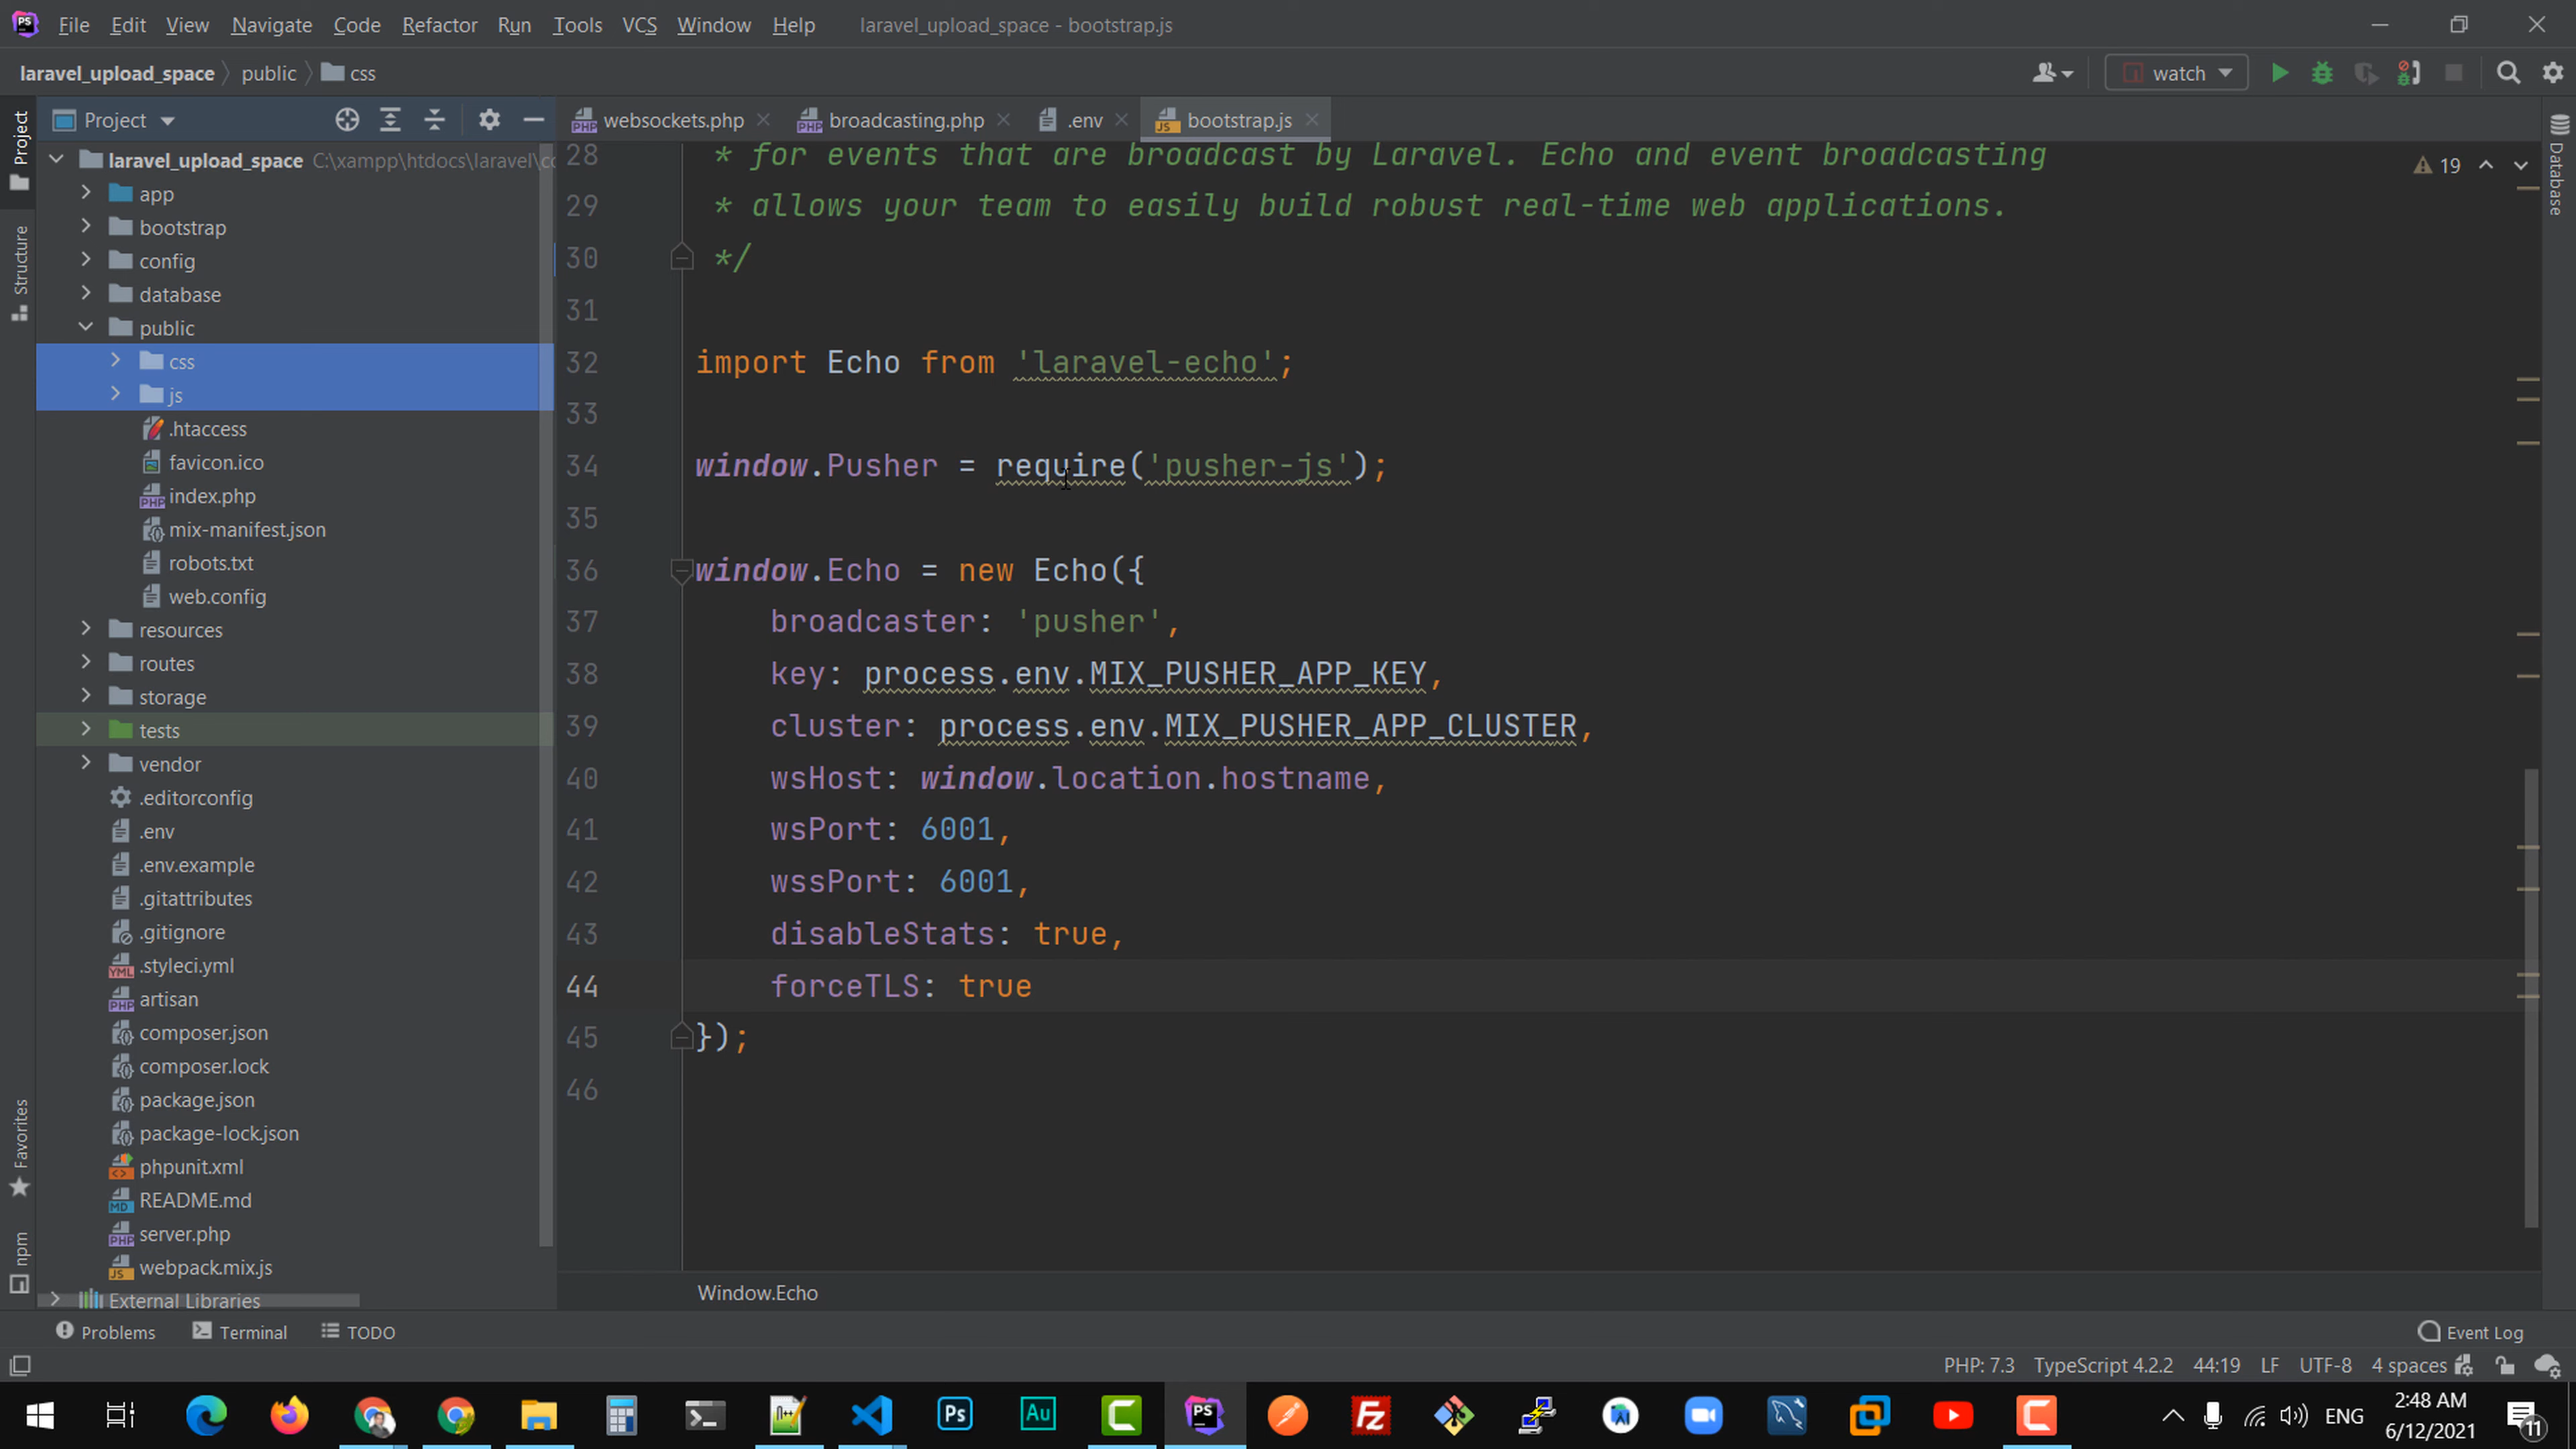 PS File Edit View Navigate Code Refactor Run Tools VCS Window Help laravel_upload_space - bootstrap.js
laravel_upload_space public css watch
Project
Project
websockets.php broadcasting.php .env bootstrap.js
laravel_upload_space C:\xampp\htdocs\laravel\co
app
bootstrap
config
database
public
css
js
.htaccess
favicon.ico
index.php
mix-manifest.json
robots.txt
web.config
resources
routes
storage
tests
vendor
.editorconfig
.env
.env.example
.gitattributes
.gitignore
.styleci.yml
artisan
composer.json
composer.lock
package.json
package-lock.json
phpunit.xml
README.md
server.php
webpack.mix.js
External Libraries
Structure
Favorites
npm
28 * for events that are broadcast by Laravel. Echo and event broadcasting
29 * allows your team to easily build robust real-time web applications.
30 */
31
32 import Echo from 'laravel-echo';
33
34 window.Pusher = require('pusher-js');
35
36 window.Echo = new Echo({
37 broadcaster: 'pusher',
38 key: process.env.MIX_PUSHER_APP_KEY,
39 cluster: process.env.MIX_PUSHER_APP_CLUSTER,
40 wsHost: window.location.hostname,
41 wsPort: 6001,
42 wssPort: 6001,
43 disableStats: true,
44 forceTLS: true
45 });
46
19
Database
Window.Echo
Problems Terminal TODO Event Log
PHP: 7.3 TypeScript 4.2.2 44:19 LF UTF-8 4 spaces
Ps Au PS Fz
ENG
2:48 AM
6/12/2021
11